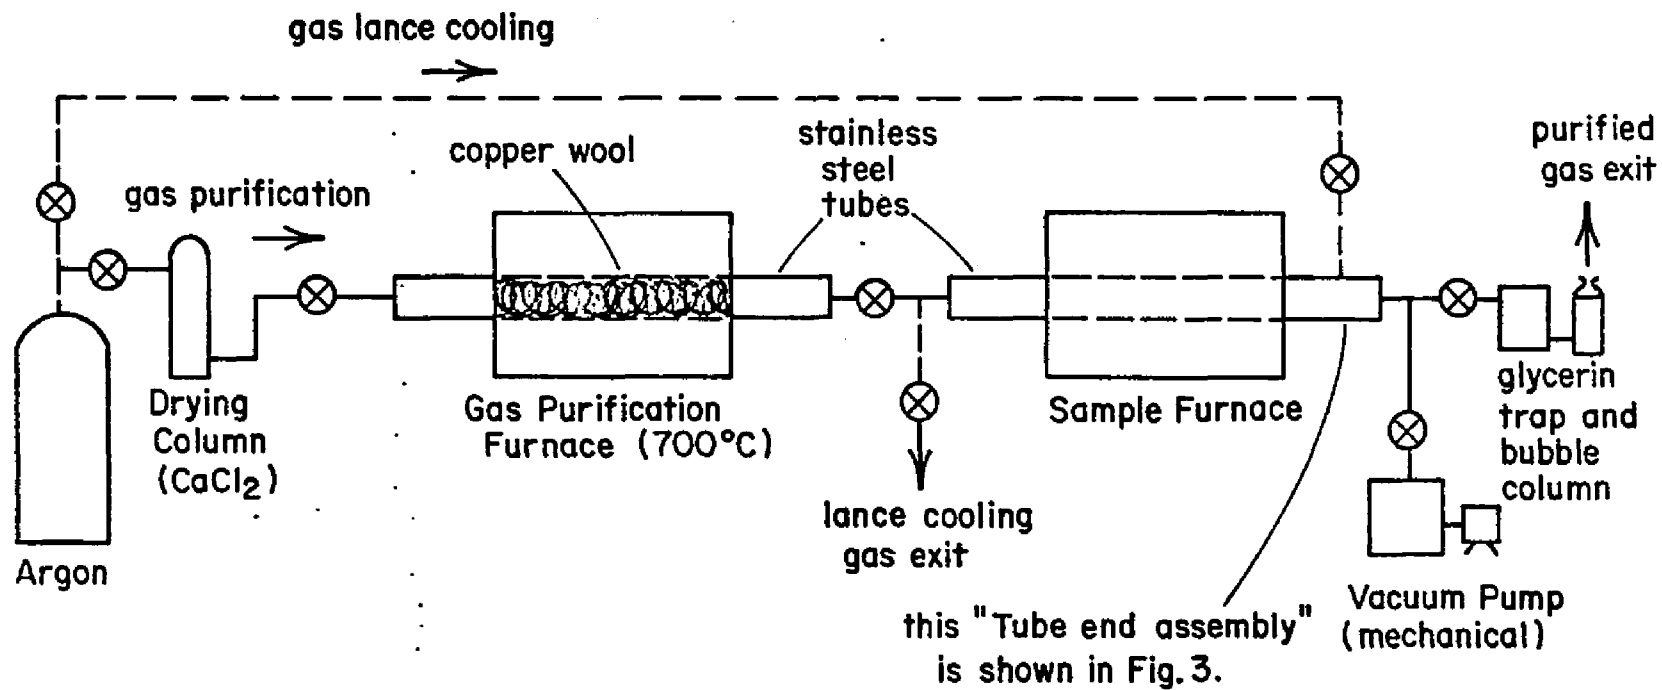 gas lance cooling
gas purification
copper wool
stainless
steel
tubes
purified
gas exit
Drying
Column
(CaCl2)
Argon
Gas Purification
Furnace (700°C)
lance cooling
gas exit
Sample Furnace
glycerin
trap and
bubble
column
this "Tube end assembly"
is shown in Fig. 3.
Vacuum Pump
(mechanical)